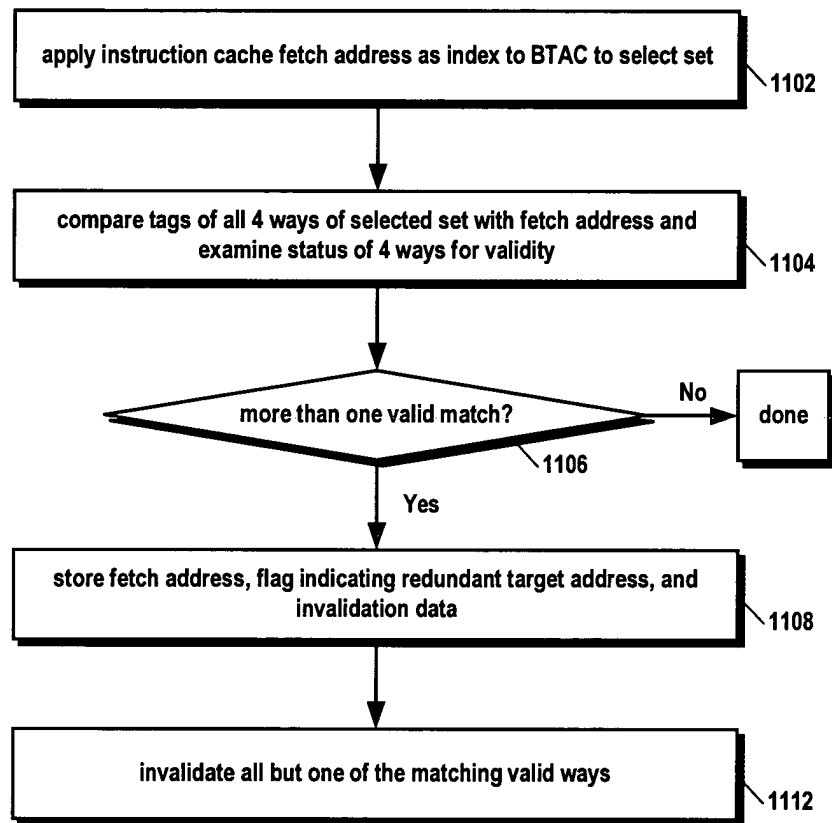 apply instruction cache fetch address as index to BTAC to select set
1102
compare tags of all 4 ways of selected set with fetch address and
examine status of 4 ways for validity
1104
more than one valid match?
No
done
1106
Yes
store fetch address, flag indicating redundant target address, and
invalidation data
1108
invalidate all but one of the matching valid ways
1112